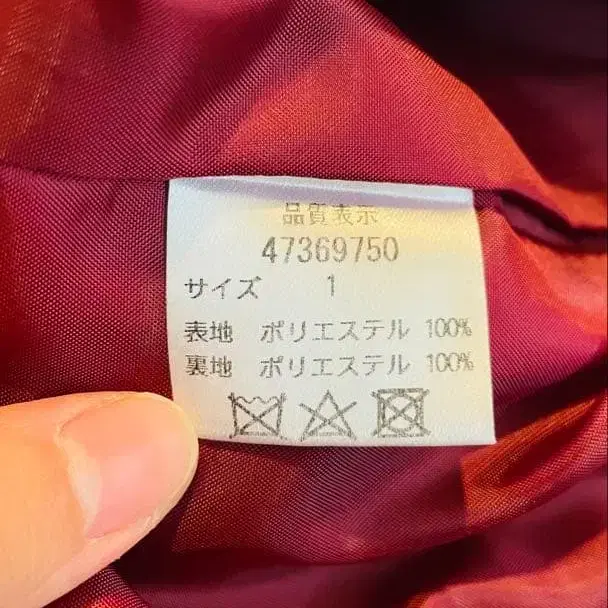 品質表示
47369750
サイズ 1
表地 ポリエステル 100%
裏地 ポリエステル 100%